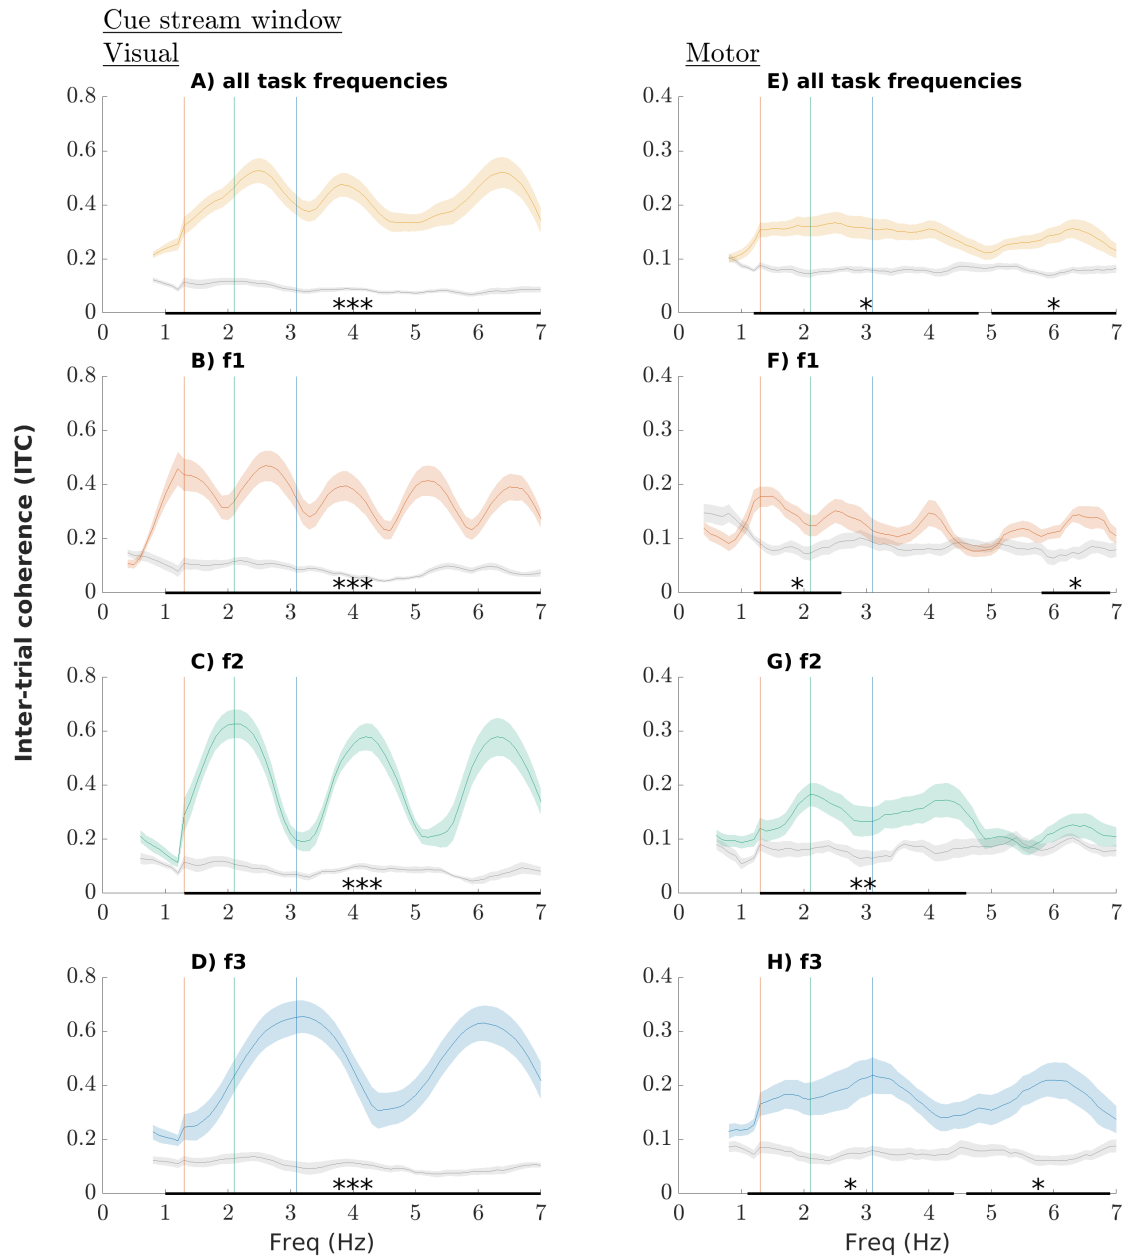 Cue stream window
Visual
Motor
A) all task frequencies
E) all task frequencies
0.8
0.6
0.4
0.2
0
0 1 2 3 4 5 6 7
***
0.4
0.3
0.2
0.1
0
0 1 2 3 4 5 6 7
* *
B) f1
F) f1
0.8
0.6
0.4
0.2
0
0 1 2 3 4 5 6 7
***
0.4
0.3
0.2
0.1
0
0 1 2 3 4 5 6 7
* *
Inter-trial coherence (ITC)
C) f2
G) f2
0.8
0.6
0.4
0.2
0
0 1 2 3 4 5 6 7
***
0.4
0.3
0.2
0.1
0
0 1 2 3 4 5 6 7
**
D) f3
H) f3
0.8
0.6
0.4
0.2
0
0 1 2 3 4 5 6 7
***
Freq (Hz)
0.4
0.3
0.2
0.1
0
0 1 2 3 4 5 6 7
* *
Freq (Hz)